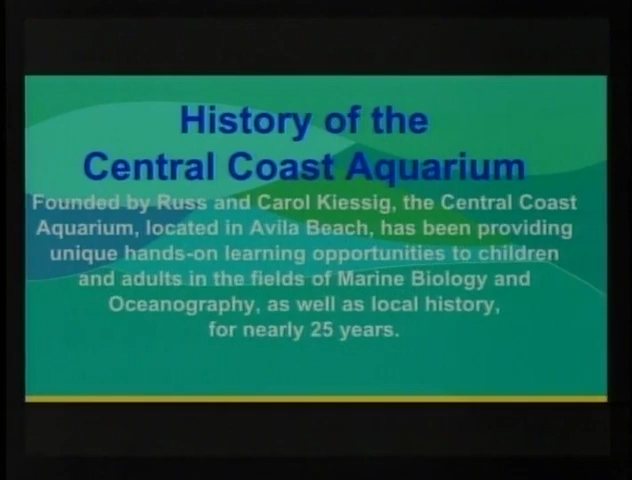 History of the
Central Coast Aquarium
Founded by Russ and Carol Kiessig, the Central Coast
Aquarium, located in Avila Beach, has been providing
unique hands-on learning opportunities to children
and adults in the fields of Marine Biology and
Oceanography, as well as local history,
for nearly 25 years.